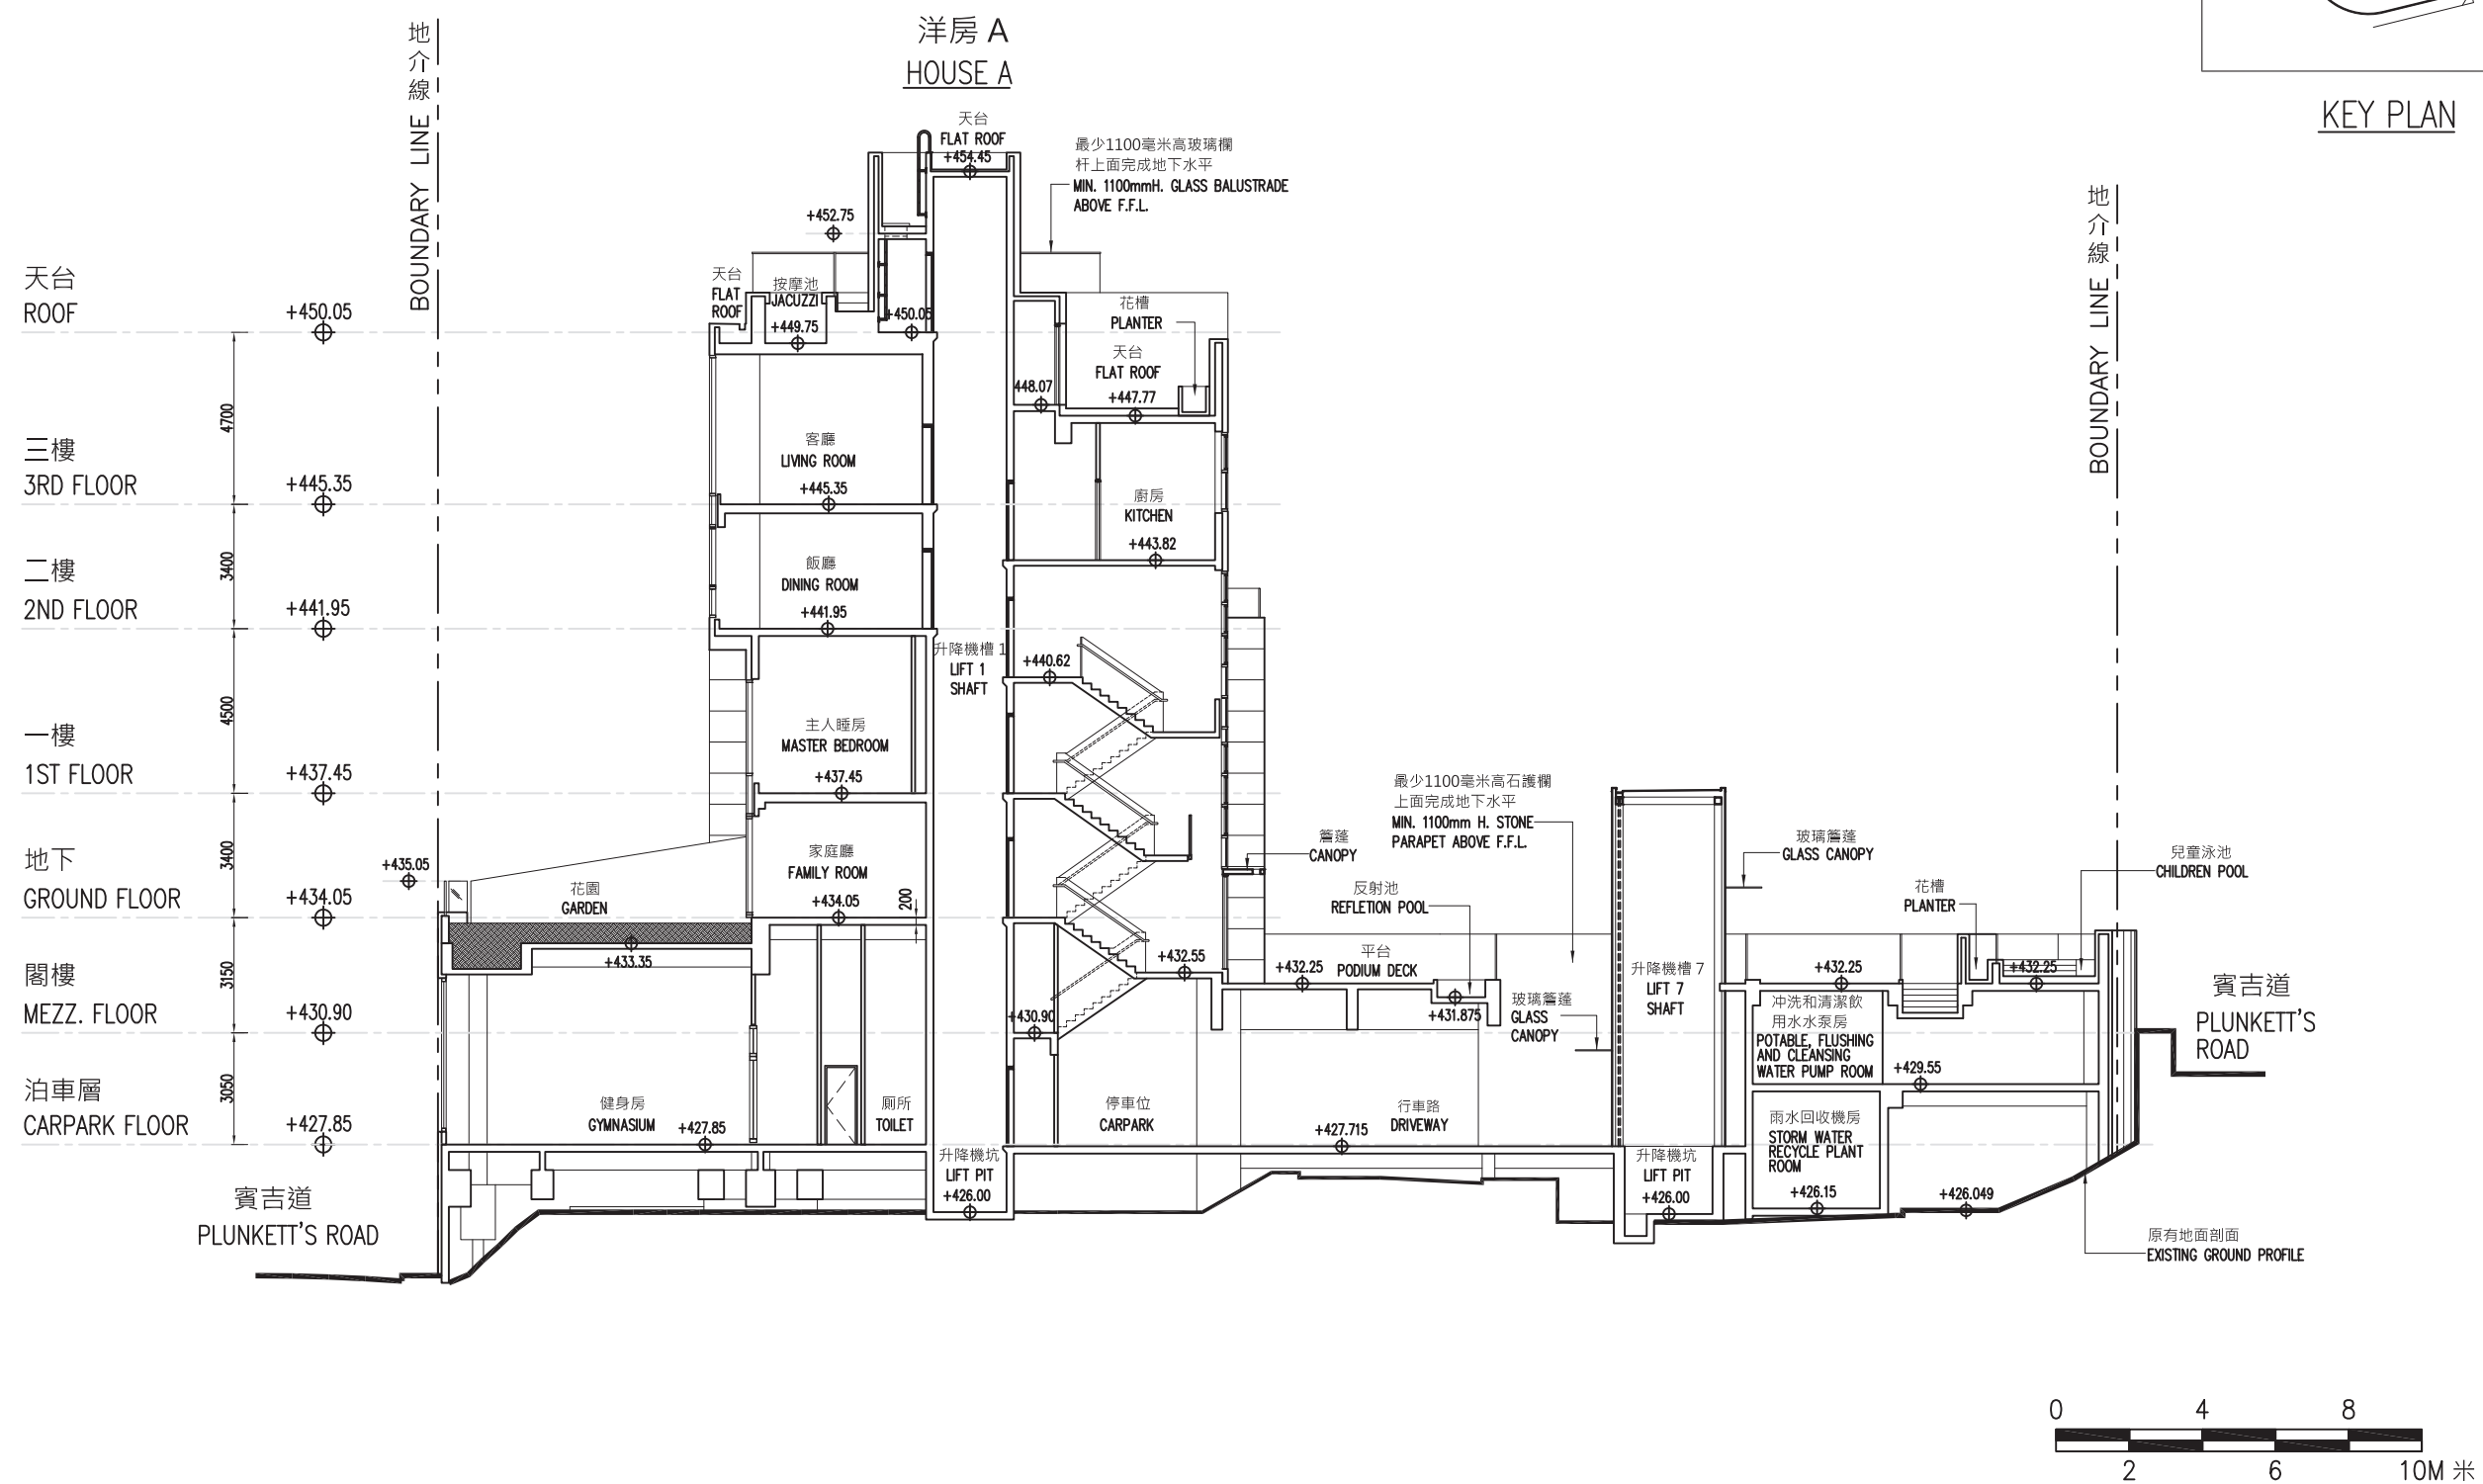 洋房 A
HOUSE A
KEY PLAN
地介線 BOUNDARY LINE
地介線 BOUNDARY LINE
天台
FLAT ROOF
+454.45
最少1100毫米高玻璃欄
杆上面完成地下水平
MIN. 1100mmH. GLASS BALUSTRADE
ABOVE F.F.L.
+452.75
天台
ROOF
+450.05
天台
FLAT
ROOF
按摩池
JACUZZI
+449.75
+450.05
花槽
PLANTER
天台
FLAT ROOF
448.07
+447.77
4700
三樓
3RD FLOOR
+445.35
客廳
LIVING ROOM
+445.35
廚房
KITCHEN
+443.82
3400
二樓
2ND FLOOR
+441.95
飯廳
DINING ROOM
+441.95
升降機槽 1
LIFT 1
SHAFT
+440.62
4500
一樓
1ST FLOOR
+437.45
主人睡房
MASTER BEDROOM
+437.45
最少1100毫米高石護欄
上面完成地下水平
MIN. 1100mm H. STONE
PARAPET ABOVE F.F.L.
簷蓬
CANOPY
玻璃簷蓬
GLASS CANOPY
兒童泳池
CHILDREN POOL
3400
地下
GROUND FLOOR
+434.05
+435.05
花園
GARDEN
家庭廳
FAMILY ROOM
+434.05
200
反射池
REFLETION POOL
花槽
PLANTER
+433.35
+432.55
+432.25
平台
PODIUM DECK
+431.875
玻璃簷蓬
GLASS
CANOPY
升降機槽 7
LIFT 7
SHAFT
+432.25
+432.25
3150
閣樓
MEZZ. FLOOR
+430.90
+430.90
冲洗和清潔飲
用水水泵房
POTABLE, FLUSHING
AND CLEANSING
WATER PUMP ROOM
+429.55
賓吉道
PLUNKETT'S
ROAD
3050
泊車層
CARPARK FLOOR
+427.85
健身房
GYMNASIUM
+427.85
厠所
TOILET
停車位
CARPARK
行車路
DRIVEWAY
+427.715
雨水回收機房
STORM WATER
RECYCLE PLANT
ROOM
+426.15
+426.049
升降機坑
LIFT PIT
+426.00
升降機坑
LIFT PIT
+426.00
賓吉道
PLUNKETT'S ROAD
原有地面剖面
EXISTING GROUND PROFILE
0 4 8
2 6 10M 米